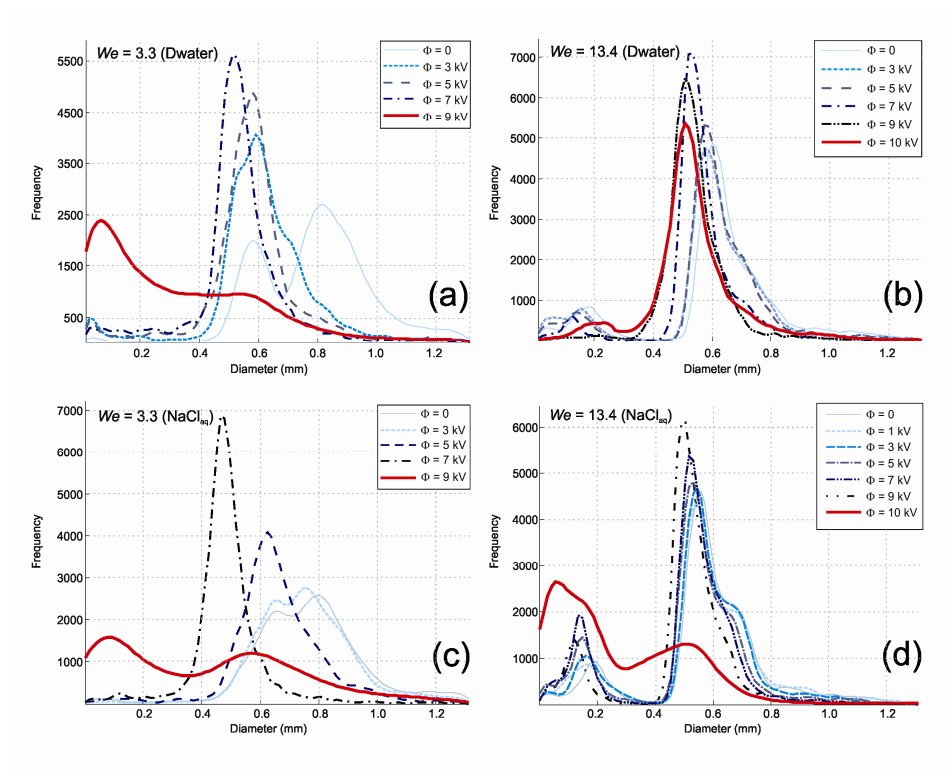 We = 3.3 (Dwater)
Φ = 0
Φ = 3 kV
Φ = 5 kV
Φ = 7 kV
Φ = 9 kV
5500
4500
3500
2500
1500
500
Frequency
0.2
0.4
0.6
0.8
1.0
1.2
Diameter (mm)
(a)
We = 13.4 (Dwater)
Φ = 0
Φ = 3 kV
Φ = 5 kV
Φ = 7 kV
Φ = 9 kV
Φ = 10 kV
7000
6000
5000
4000
3000
2000
1000
Frequency
0.2
0.4
0.6
0.8
1.0
1.2
Diameter (mm)
(b)
We = 3.3 (NaClaq)
Φ = 0
Φ = 3 kV
Φ = 5 kV
Φ = 7 kV
Φ = 9 kV
7000
6000
5000
4000
3000
2000
1000
Frequency
0.2
0.4
0.6
0.8
1.0
1.2
Diameter (mm)
(c)
We = 13.4 (NaClaq)
Φ = 0
Φ = 1 kV
Φ = 3 kV
Φ = 5 kV
Φ = 7 kV
Φ = 9 kV
Φ = 10 kV
6000
5000
4000
3000
2000
1000
Frequency
0.2
0.4
0.6
0.8
1.0
1.2
Diameter (mm)
(d)